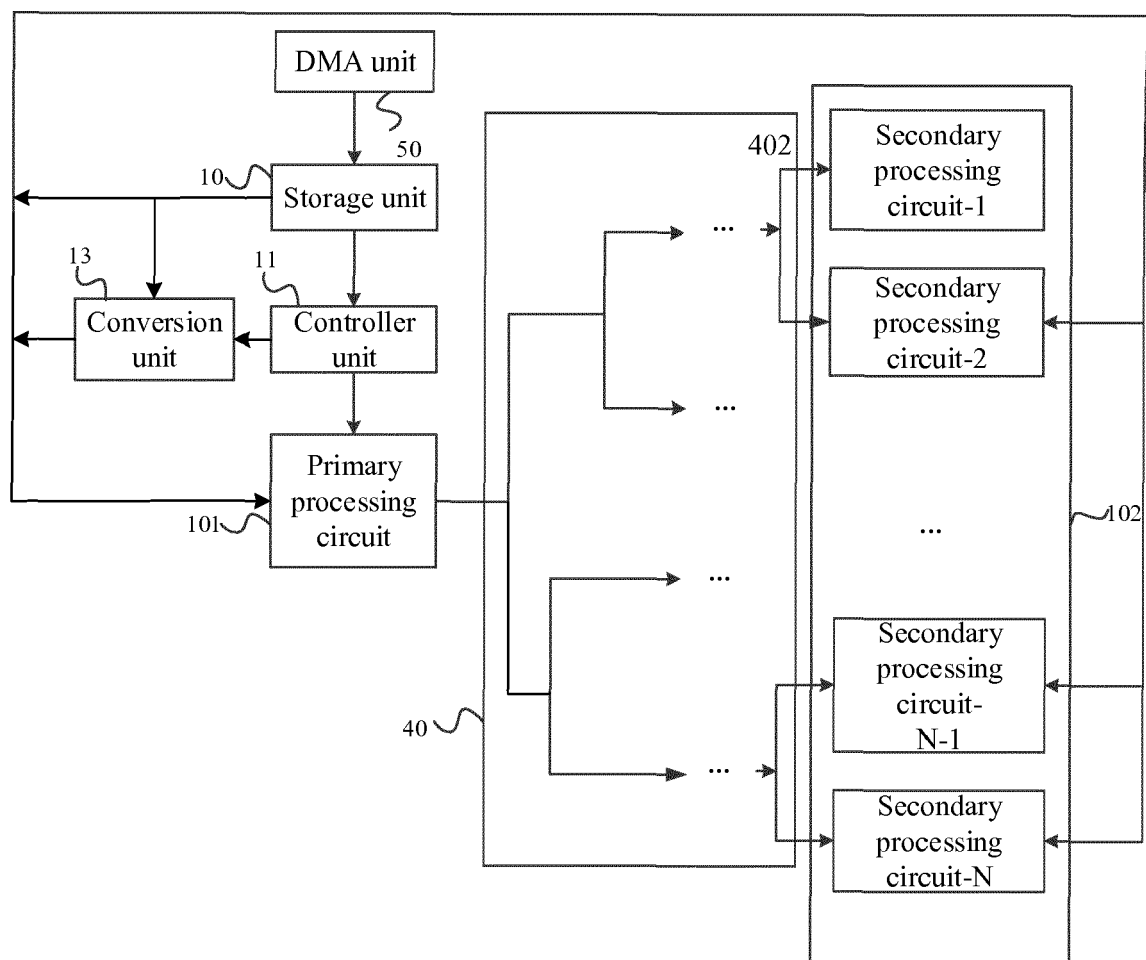 DMA unit
50
10
Storage unit
402
Secondary
processing
circuit-1
...
13
11
Conversion
unit
Controller
unit
Secondary
processing
circuit-2
...
Primary
processing
circuit
101
102
...
...
Secondary
processing
circuit-
N-1
40
...
Secondary
processing
circuit-N